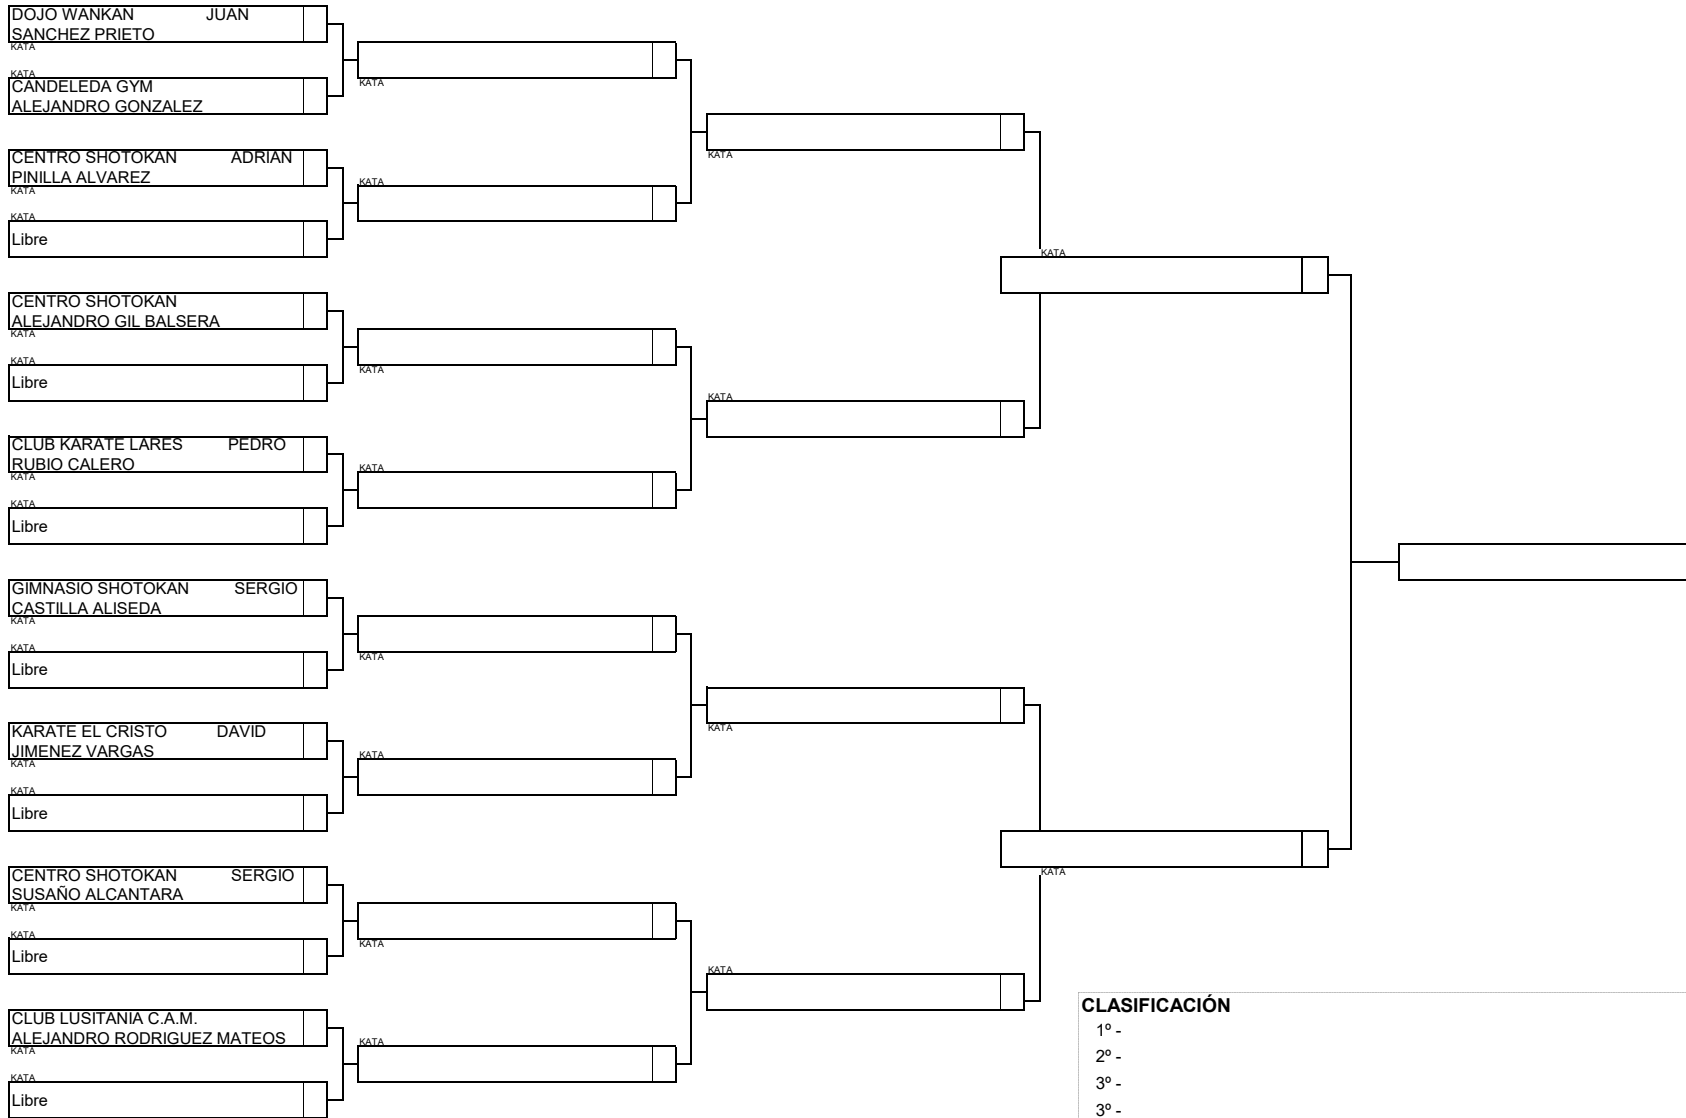 DOJO WANKAN JUAN
SANCHEZ PRIETO
KATA
KATA
CANDELEDA GYM
ALEJANDRO GONZALEZ
CENTRO SHOTOKAN ADRIAN
PINILLA ALVAREZ
KATA
KATA
Libre
CENTRO SHOTOKAN
ALEJANDRO GIL BALSERA
KATA
KATA
Libre
CLUB KARATE LARES PEDRO
RUBIO CALERO
KATA
KATA
Libre
GIMNASIO SHOTOKAN SERGIO
CASTILLA ALISEDA
KATA
KATA
Libre
KARATE EL CRISTO DAVID
JIMENEZ VARGAS
KATA
KATA
Libre
CENTRO SHOTOKAN SERGIO
SUSAÑO ALCANTARA
KATA
KATA
Libre
CLUB LUSITANIA C.A.M.
ALEJANDRO RODRIGUEZ MATEOS
KATA
KATA
Libre
KATA
KATA
KATA
KATA
KATA
KATA
KATA
KATA
KATA
KATA
KATA
KATA
KATA
KATA
CLASIFICACIÓN
1º -
2º -
3º -
3º -